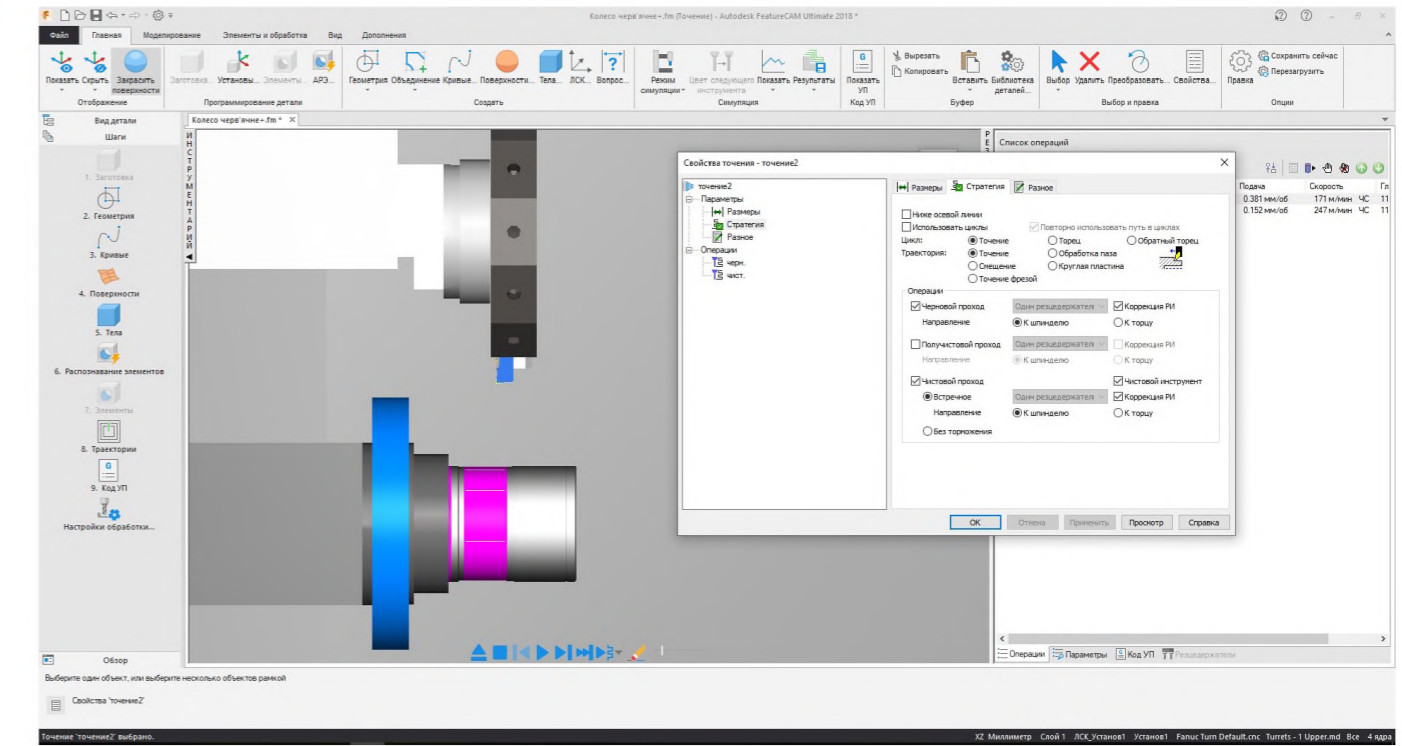 Колесо черв'ячне+.fm (Точение) - Autodesk FeatureCAM Ultimate 2018 *
Файл Главная Моделирование Элементы и обработка Вид Дополнения
Показать Скрыть Закрасить поверхности
Заготовка... Установы... Элементы... АРЭ...
Геометрия Объединение Кривые... Поверхности... Тела... ЛСК... Вопрос...
Режим симуляции Цвет следующего инструмента Показать Результаты
Показать УП
Вырезать
Копировать
Вставить Библиотека деталей...
Выбор Удалить Преобразовать... Свойства...
Правка
Сохранить сейчас
Перезагрузить
Отображение Программирование детали Создать Симуляция Код УП Буфер Выбор и правка Опции
Вид детали
Колесо черв'ячне+.fm *
Шаги
1. Заготовка
2. Геометрия
3. Кривые
4. Поверхности
5. Тела
6. Распознавание элементов
7. Элементы
8. Траектории
9. Код УП
Настройки обработки...
Обзор
ИНСТРУМЕНТАРИЙ
РЕЗ
Список операций
Подача Скорость Гл
0.381 мм/об 171 м/мин ЧС 11
0.152 мм/об 247 м/мин ЧС 11
Свойства точения - точение2
точение2
Параметры
Размеры
Стратегия
Разное
Операции
черн.
чист.
Размеры Стратегия Разное
Ниже осевой линии
Использовать циклы Повторно использовать путь в циклах
Цикл: Точение Торец Обратный торец
Траектория: Точение Обработка паза
Смещение Круглая пластина
Точение фрезой
Операции
Черновой проход Один резцедержател Коррекция РИ
Направление К шпинделю К торцу
Получистовой проход Один резцедержател Коррекция РИ
Направление К шпинделю К торцу
Чистовой проход Чистовой инструмент
Встречное Один резцедержател Коррекция РИ
Направление К шпинделю К торцу
Без торможения
ОК Отмена Применить Просмотр Справка
Операции Параметры Код УП Резцедержатели
Выберите один объект, или выберите несколько объектов рамкой
Свойства 'точение2'
Точение 'точение2' выбрано.
XZ Миллиметр Слой 1 ЛСК_Установ1 Установ1 Fanuc Turn Default.cnc Turrets - 1 Upper.md Все 4 ядра